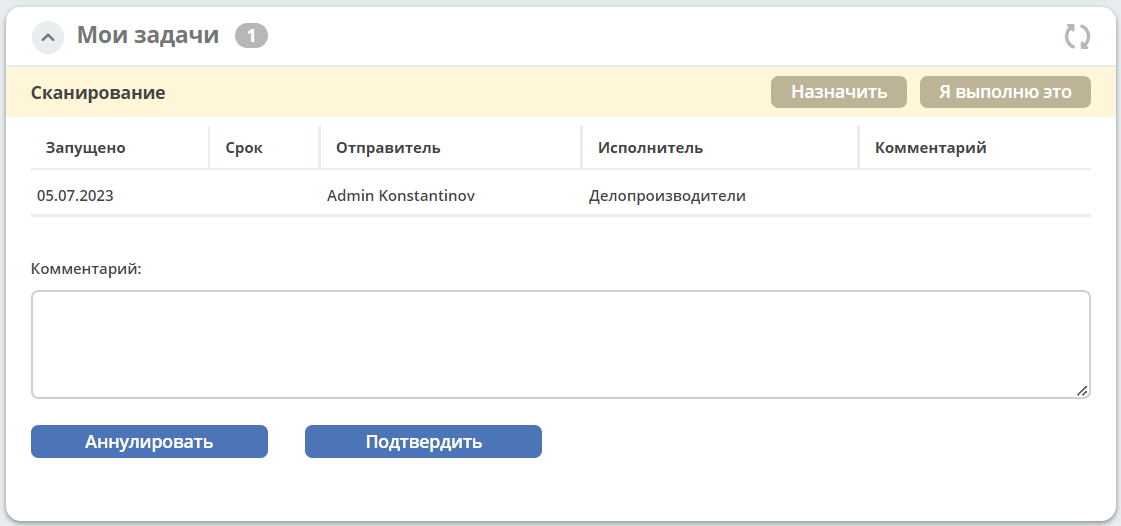 Мои задачи 1
Сканирование Назначить Я выполню это
Запущено Срок Отправитель Исполнитель Комментарий
05.07.2023 Admin Konstantinov Делопроизводители
Комментарий:
Аннулировать Подтвердить